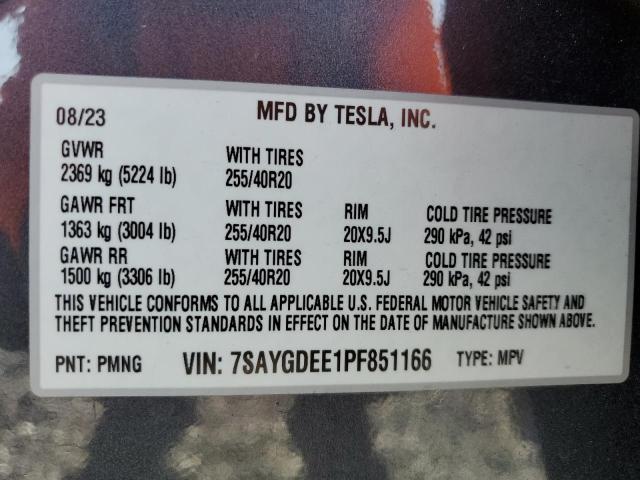 08/23 MFD BY TESLA, INC.
GVWR WITH TIRES
2369 kg (5224 lb) 255/40R20
GAWR FRT WITH TIRES RIM COLD TIRE PRESSURE
1363 kg (3004 lb) 255/40R20 20X9.5J 290 kPa, 42 psi
GAWR RR WITH TIRES RIM COLD TIRE PRESSURE
1500 kg (3306 lb) 255/40R20 20X9.5J 290 kPa, 42 psi
THIS VEHICLE CONFORMS TO ALL APPLICABLE U.S. FEDERAL MOTOR VEHICLE SAFETY AND
THEFT PREVENTION STANDARDS IN EFFECT ON THE DATE OF MANUFACTURE SHOWN ABOVE.
PNT: PMNG VIN: 7SAYGDEE1PF851166 TYPE: MPV